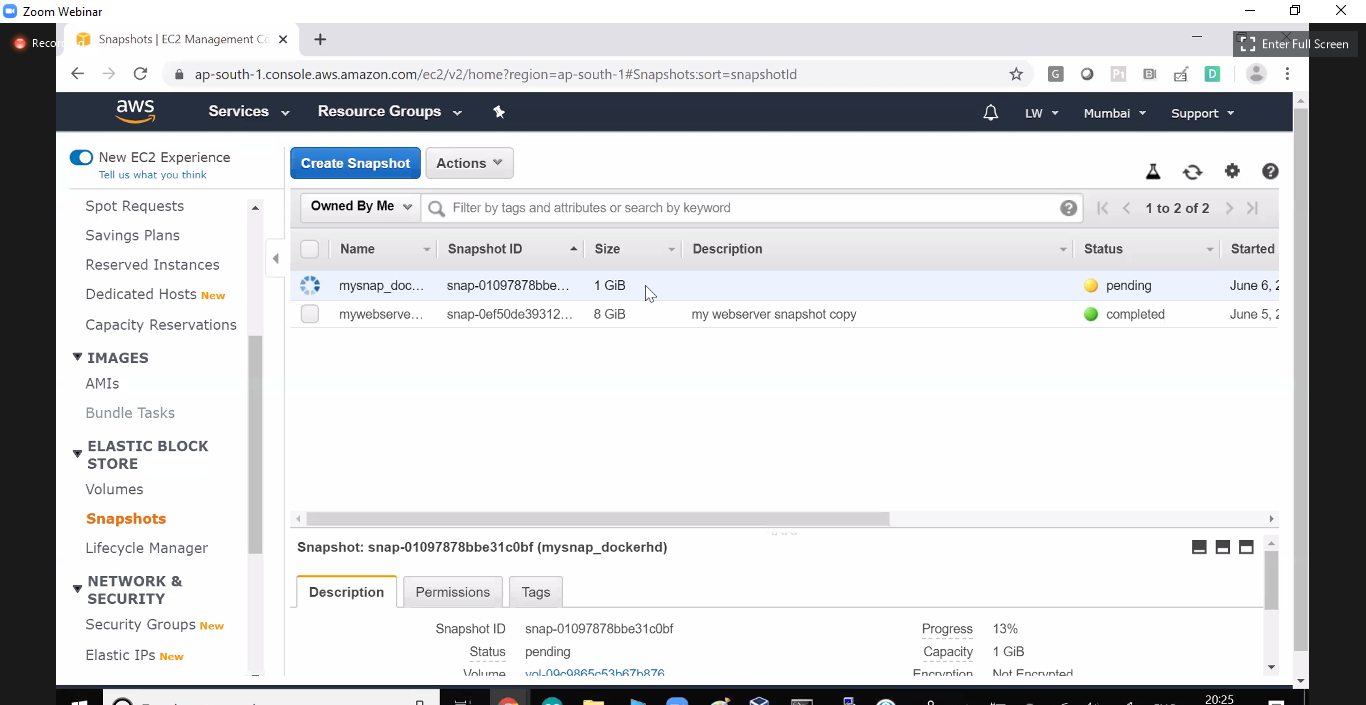 Zoom Webinar
Recor
Snapshots | EC2 Management Co
Enter Full Screen
ap-south-1.console.aws.amazon.com/ec2/v2/home?region=ap-south-1#Snapshots:sort=snapshotId
aws Services Resource Groups LW Mumbai Support
New EC2 Experience
Tell us what you think
Create Snapshot Actions
Spot Requests
Savings Plans
Reserved Instances
Dedicated Hosts New
Capacity Reservations
IMAGES
AMIs
Bundle Tasks
ELASTIC BLOCK
STORE
Volumes
Snapshots
Lifecycle Manager
NETWORK &
SECURITY
Security Groups New
Elastic IPs New
Owned By Me Filter by tags and attributes or search by keyword 1 to 2 of 2
Name Snapshot ID Size Description Status Started
mysnap_doc... snap-01097878bbe... 1 GiB pending June 6, 2
mywebserve... snap-0ef50de39312... 8 GiB my webserver snapshot copy completed June 5, 2
Snapshot: snap-01097878bbe31c0bf (mysnap_dockerhd)
Description Permissions Tags
Snapshot ID snap-01097878bbe31c0bf Progress 13%
Status pending Capacity 1 GiB
Volume vol-09c9865c53b67b876 Encryption Not Encrypted
20:25